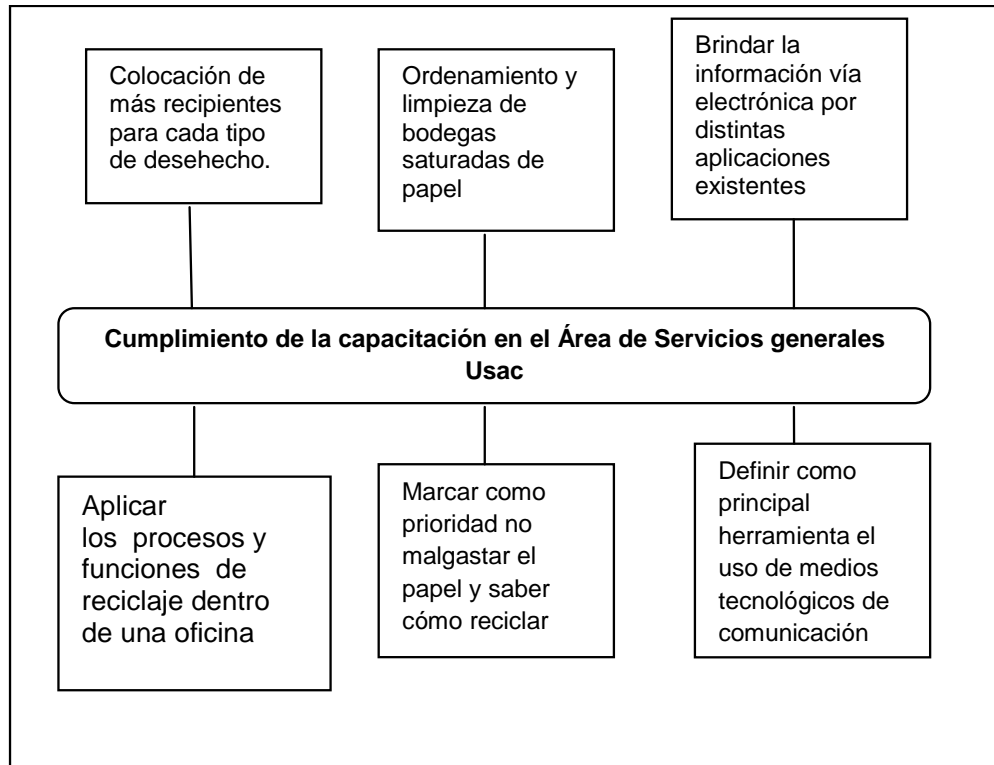 Colocación de
más recipientes
para cada tipo
de desehecho.
Ordenamiento y
limpieza de
bodegas
saturadas de
papel
Brindar la
información vía
electrónica por
distintas
aplicaciones
existentes
Cumplimiento de la capacitación en el Área de Servicios generales
Usac
Aplicar
los procesos y
funciones de
reciclaje dentro
de una oficina
Marcar como
prioridad no
malgastar el
papel y saber
cómo reciclar
Definir como
principal
herramienta el
uso de medios
tecnológicos de
comunicación